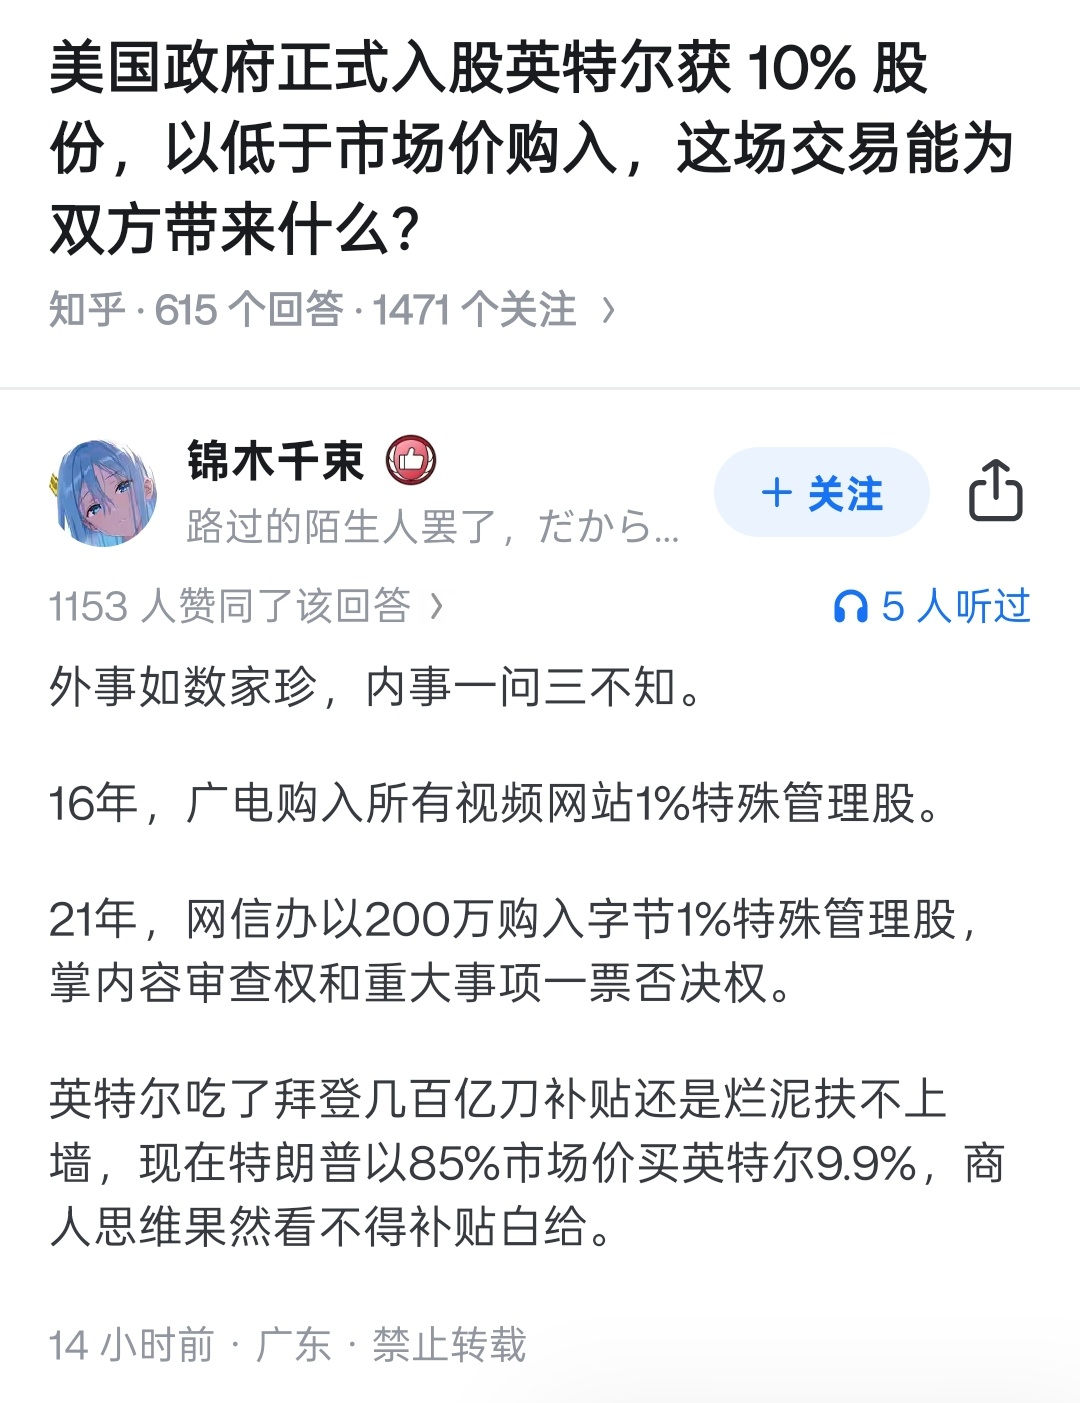 美国政府正式入股英特尔获 10% 股
份，以低于市场价购入，这场交易能为
双方带来什么？
知乎 · 615 个回答 · 1471 个关注 >
锦木千束
+ 关注
路过的陌生人罢了，だから...
1153 人赞同了该回答 >
5 人听过
外事如数家珍，内事一问三不知。
16年，广电购入所有视频网站1%特殊管理股。
21年，网信办以200万购入字节1%特殊管理股，
掌内容审查权和重大事项一票否决权。
英特尔吃了拜登几百亿刀补贴还是烂泥扶不上
墙，现在特朗普以85%市场价买英特尔9.9%，商
人思维果然看不得补贴白给。
14 小时前 · 广东 · 禁止转载